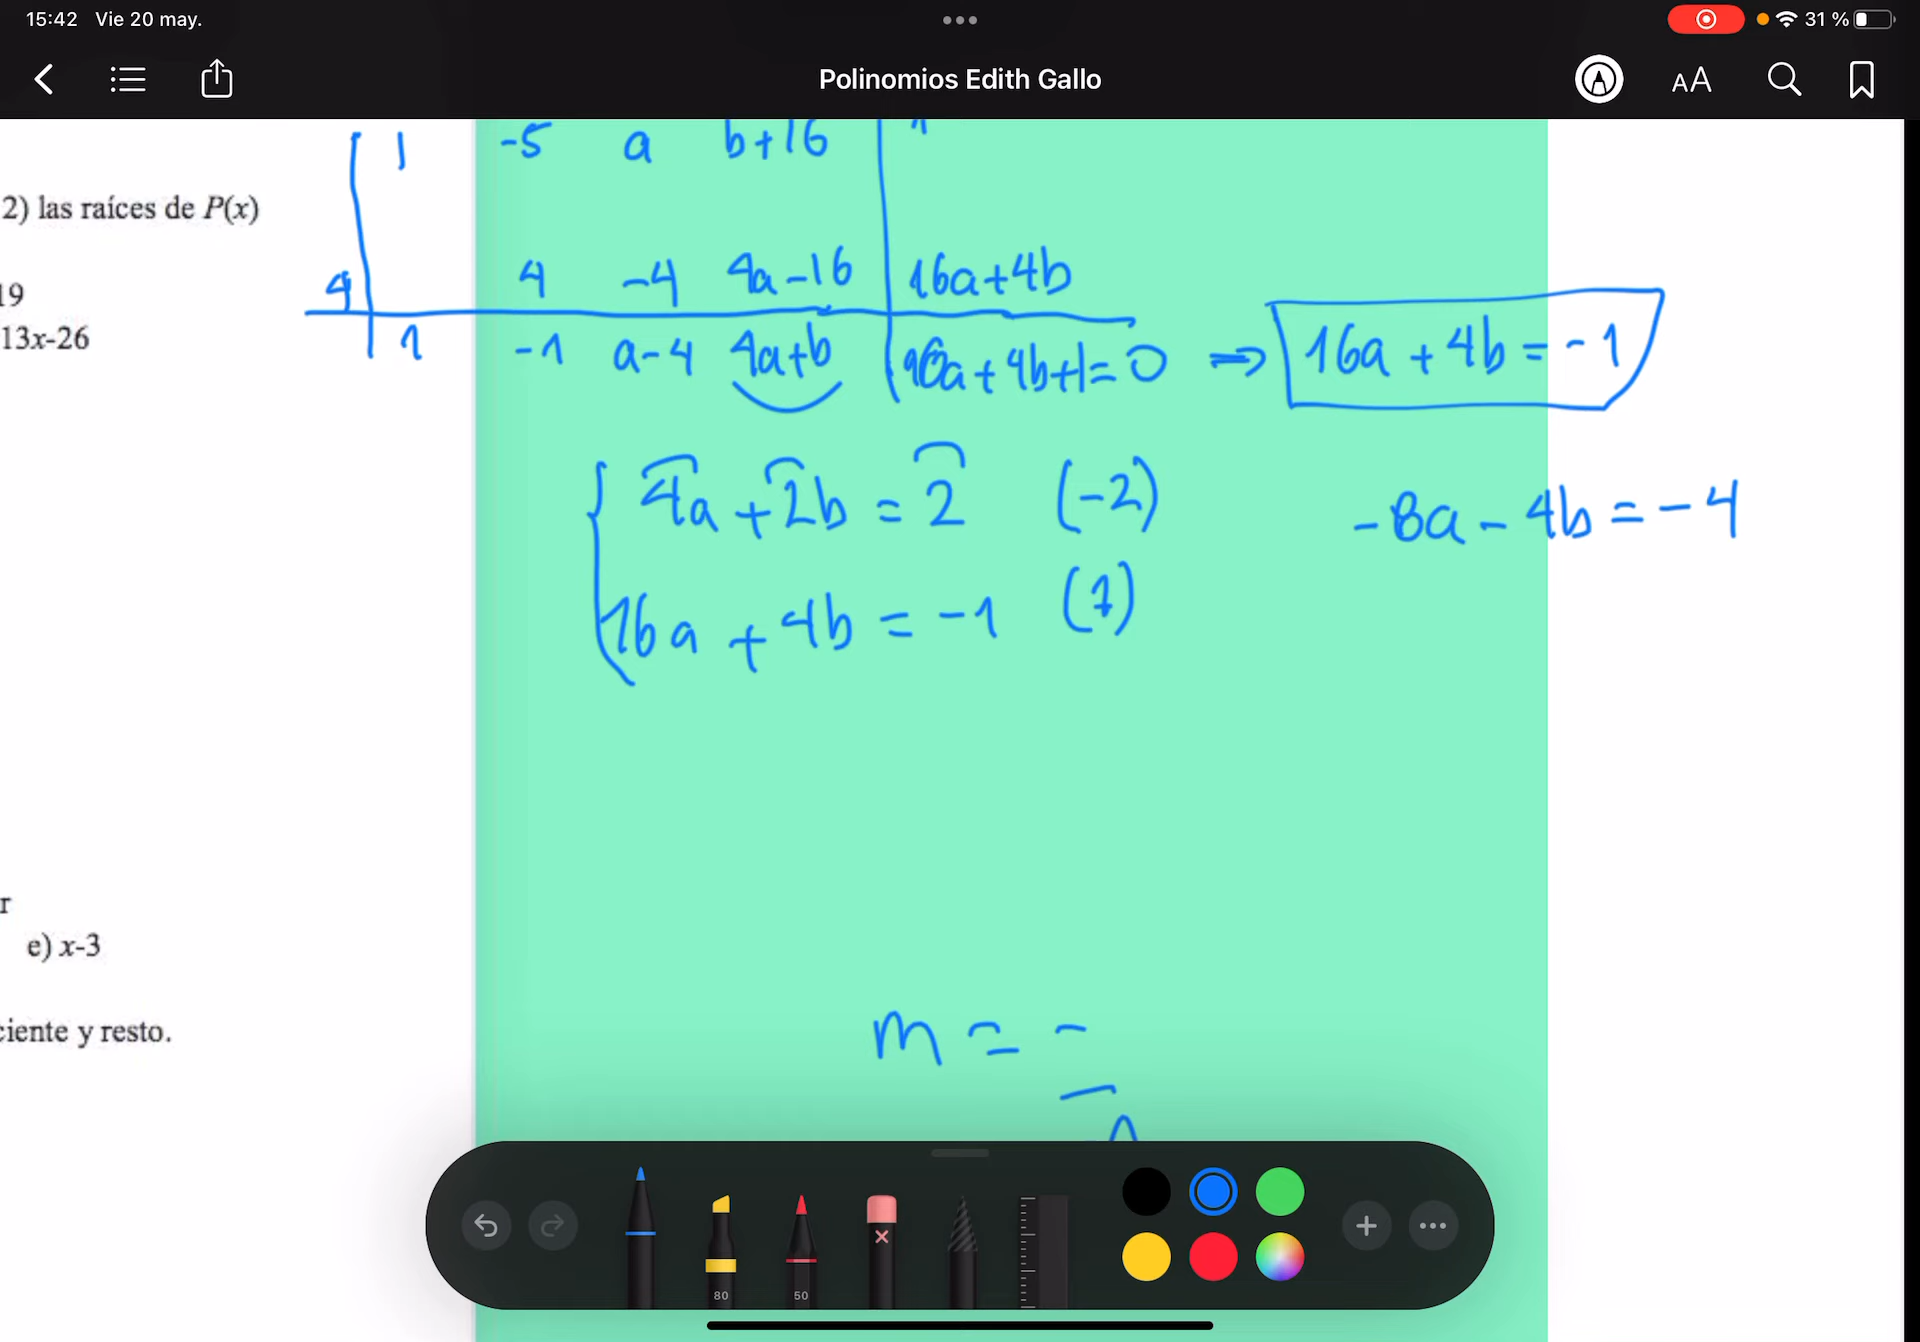 15:42 Vie 20 may.
31 %
Polinomios Edith Gallo
AA
1 -5 a b+16 1
2) las raíces de P(x)
4 4 -4 4a-16 16a+4b
19
13x-26
1 -1 a-4 4a+b 16a+4b+1=0 ⇒ 16a+4b=-1
4a+2b=2 (-2) -8a-4b=-4
16a+4b=-1 (1)
r
e) x-3
ciente y resto.
m = -
80 50